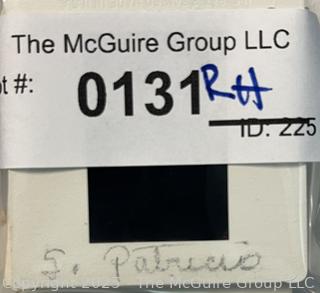 The McGuire Group LLC
ot #: 0131 RH
ID: 225
S. Patricio
Copyright © 2023 - The McGuire Group LLC